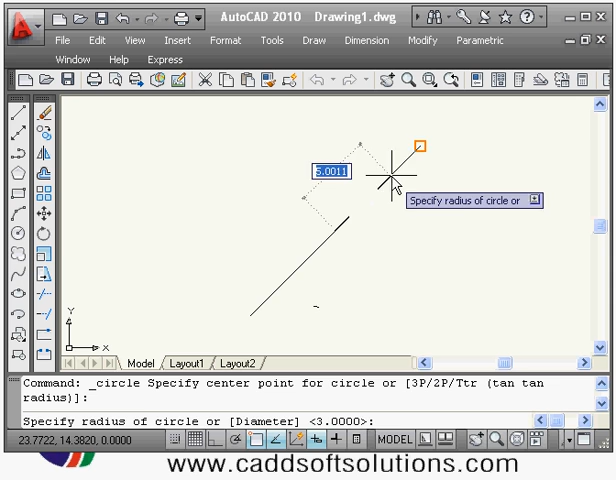 AutoCAD 2010 Drawing1.dwg
File Edit View Insert Format Tools Draw Dimension Modify Parametric
Window Help Express
5.0011
Specify radius of circle or
Y
X
Model Layout1 Layout2
Command: _circle Specify center point for circle or [3P/2P/Ttr (tan tan
radius)]:
Specify radius of circle or [Diameter] <3.0000>:
23.7722, 14.3820, 0.0000 MODEL
www.caddsoftsolutions.com